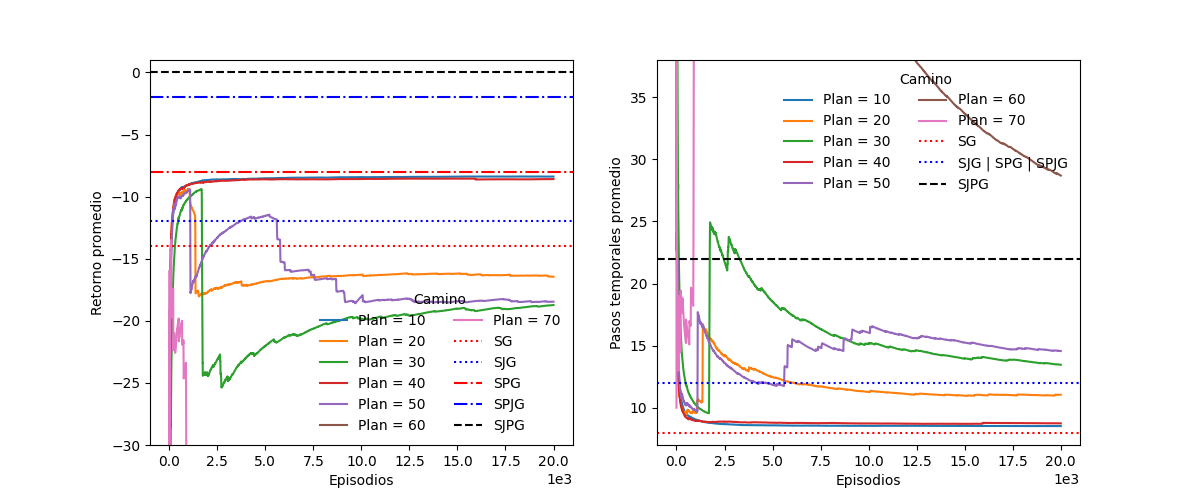 0
−5
−10
−15
−20
−25
−30
Retorno promedio
Camino
Plan = 10
Plan = 20
Plan = 30
Plan = 40
Plan = 50
Plan = 60
Plan = 70
SG
SJG
SPG
SPJG
SJPG
0.0 2.5 5.0 7.5 10.0 12.5 15.0 17.5 20.0
Episodios
1e3
35
30
25
20
15
10
Pasos temporales promedio
Camino
Plan = 10
Plan = 20
Plan = 30
Plan = 40
Plan = 50
Plan = 60
Plan = 70
SG
SJG | SPG | SPJG
SJPG
0.0 2.5 5.0 7.5 10.0 12.5 15.0 17.5 20.0
Episodios
1e3